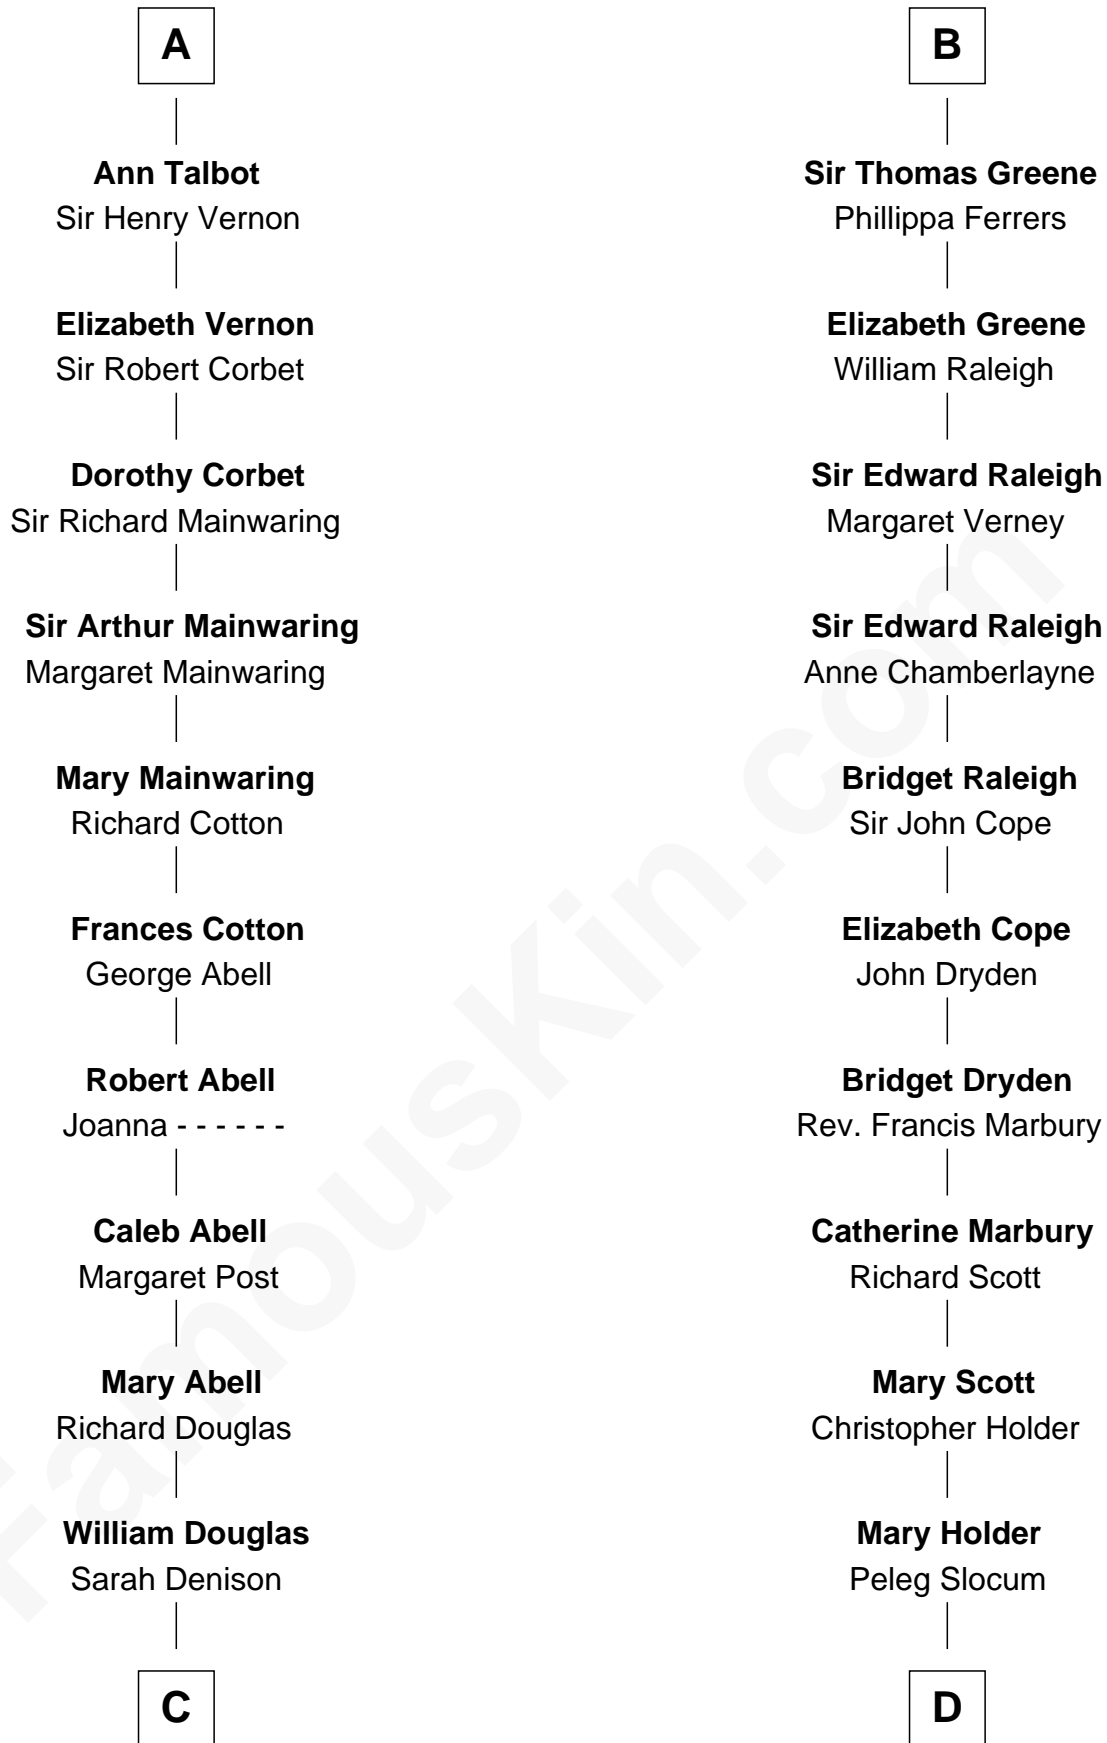 A
Ann Talbot
Sir Henry Vernon
Elizabeth Vernon
Sir Robert Corbet
Dorothy Corbet
Sir Richard Mainwaring
Sir Arthur Mainwaring
Margaret Mainwaring
Mary Mainwaring
Richard Cotton
Frances Cotton
George Abell
Robert Abell
Joanna - - - - - -
Caleb Abell
Margaret Post
Mary Abell
Richard Douglas
William Douglas
Sarah Denison
C
B
Sir Thomas Greene
Phillippa Ferrers
Elizabeth Greene
William Raleigh
Sir Edward Raleigh
Margaret Verney
Sir Edward Raleigh
Anne Chamberlayne
Bridget Raleigh
Sir John Cope
Elizabeth Cope
John Dryden
Bridget Dryden
Rev. Francis Marbury
Catherine Marbury
Richard Scott
Mary Scott
Christopher Holder
Mary Holder
Peleg Slocum
D
FamousKin.com